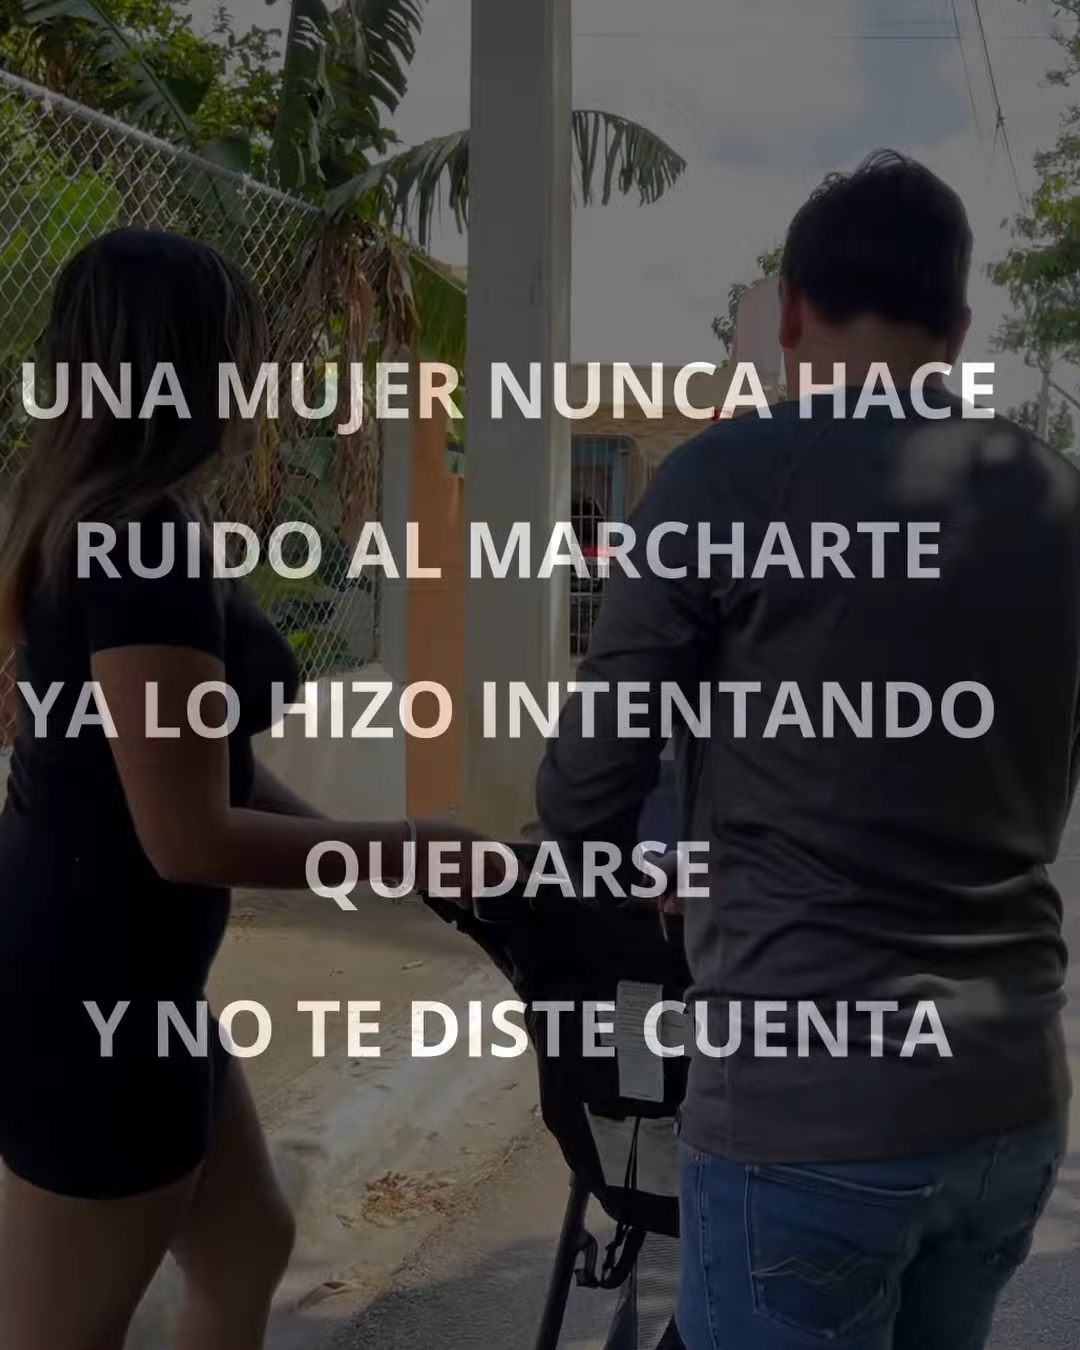 UNA MUJER NUNCA HACE
RUIDO AL MARCHARTE
YA LO HIZO INTENTANDO
QUEDARSE
Y NO TE DISTE CUENTA